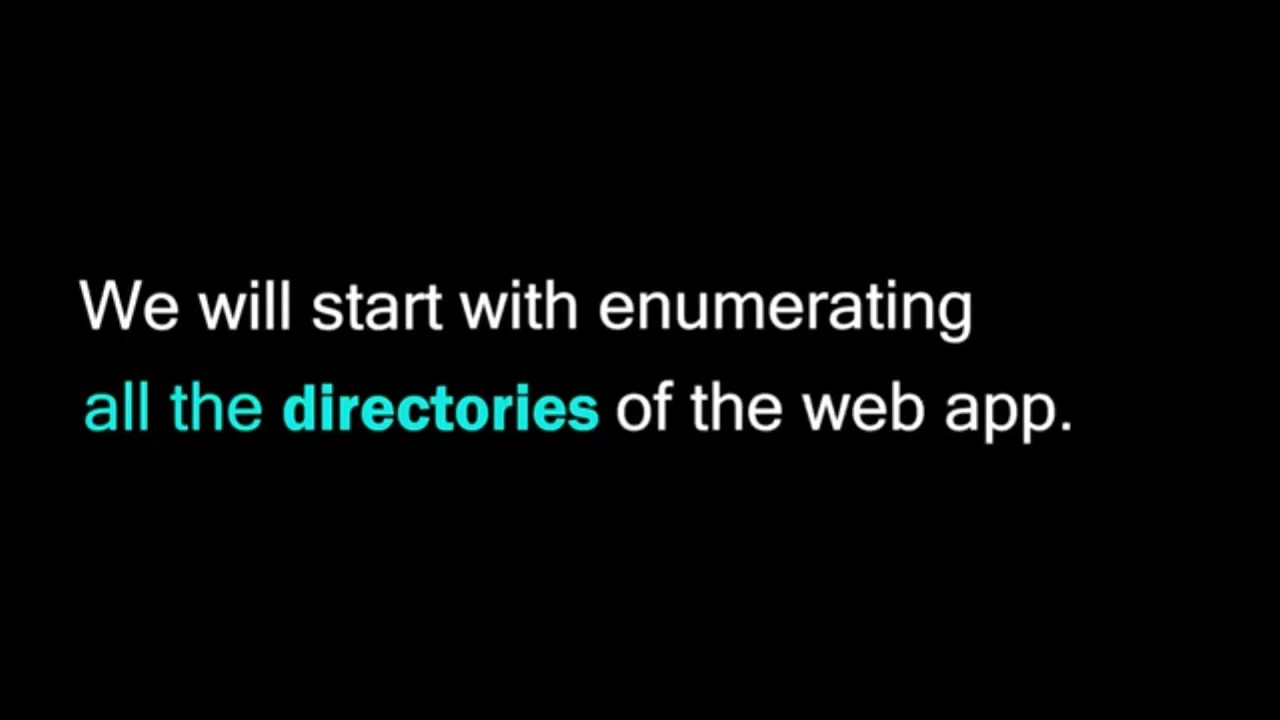 We will start with enumerating
all the directories of the web app.